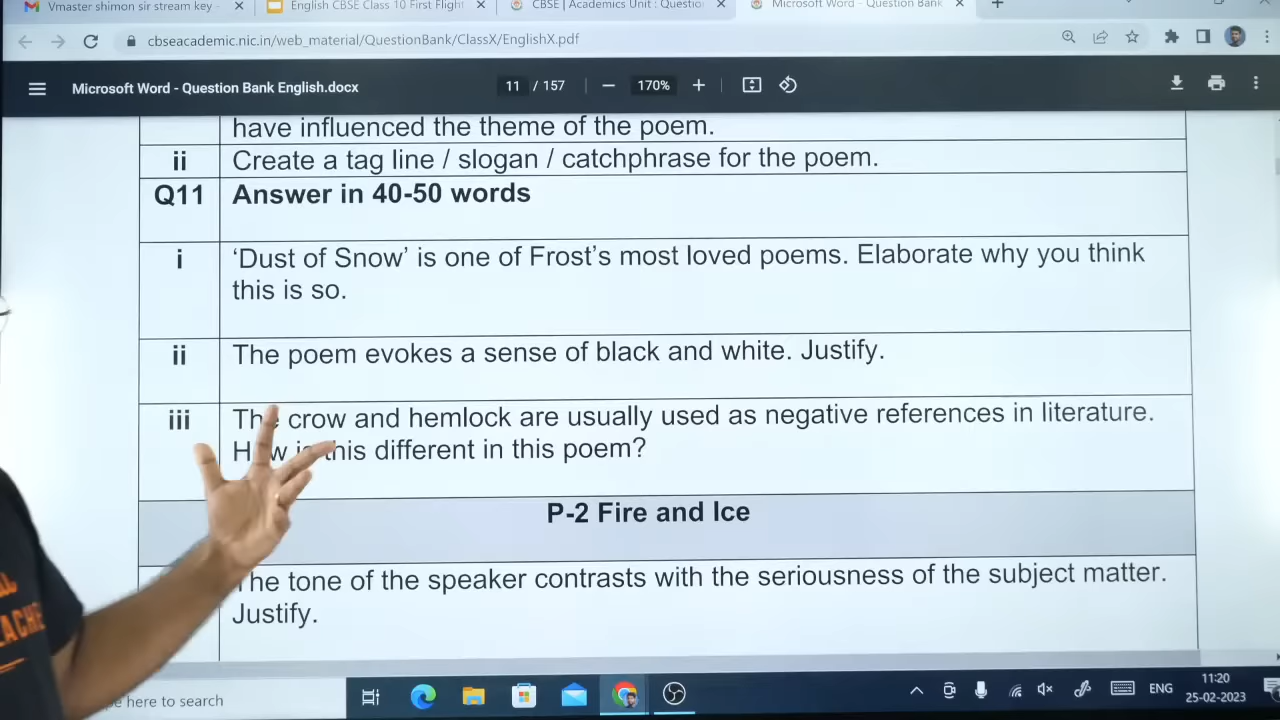 Vmaster shimon sir stream key -
English CBSE Class 10 First Flight
CBSE | Academics Unit : Questio
Microsoft Word - Question Bank
cbseacademic.nic.in/web_material/QuestionBank/ClassX/EnglishX.pdf
Microsoft Word - Question Bank English.docx
11 / 157
170%
have influenced the theme of the poem.
ii Create a tag line / slogan / catchphrase for the poem.
Q11 Answer in 40-50 words
i 'Dust of Snow' is one of Frost's most loved poems. Elaborate why you think
this is so.
ii The poem evokes a sense of black and white. Justify.
iii The crow and hemlock are usually used as negative references in literature.
How is this different in this poem?
P-2 Fire and Ice
The tone of the speaker contrasts with the seriousness of the subject matter.
Justify.
here to search
ENG
11:20
25-02-2023